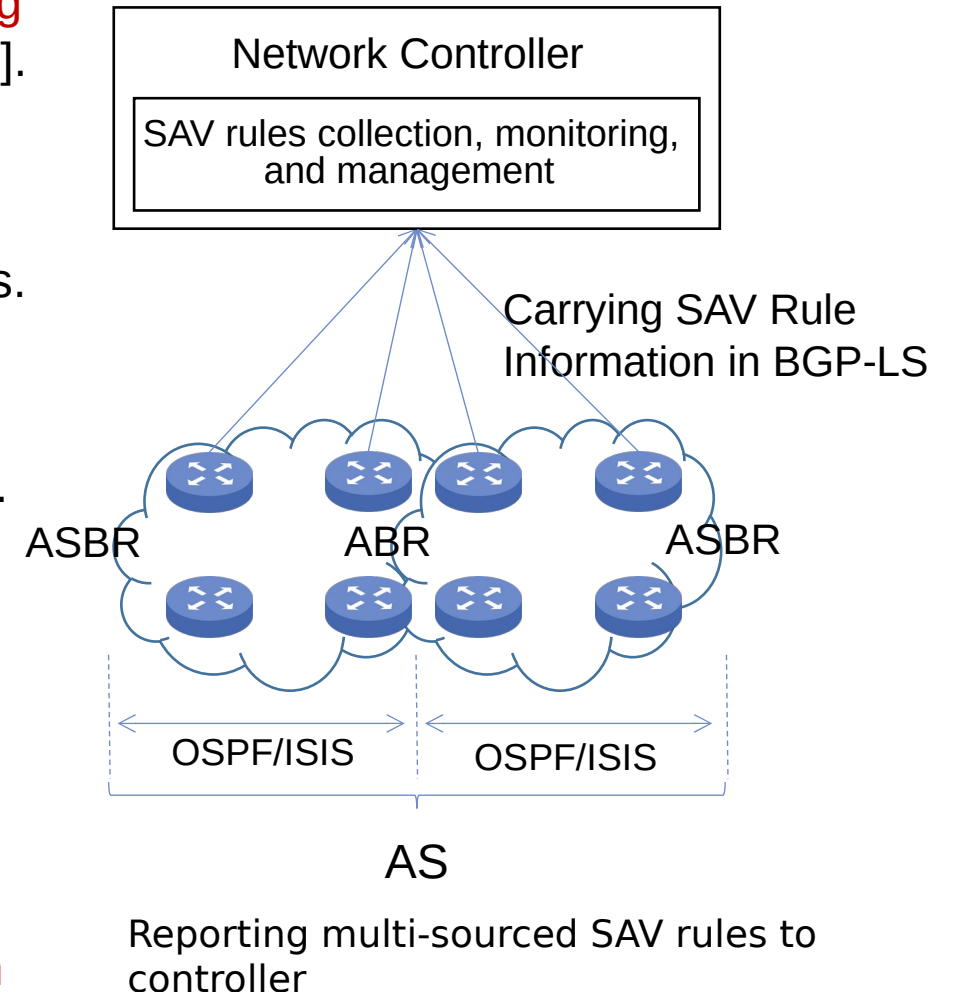 g
Network Controller
].
SAV rules collection, monitoring,
and management
s.
Carrying SAV Rule
Information in BGP-LS
.
ASBR
ABR
ASBR
OSPF/ISIS
OSPF/ISIS
AS
Reporting multi-sourced SAV rules to
controller